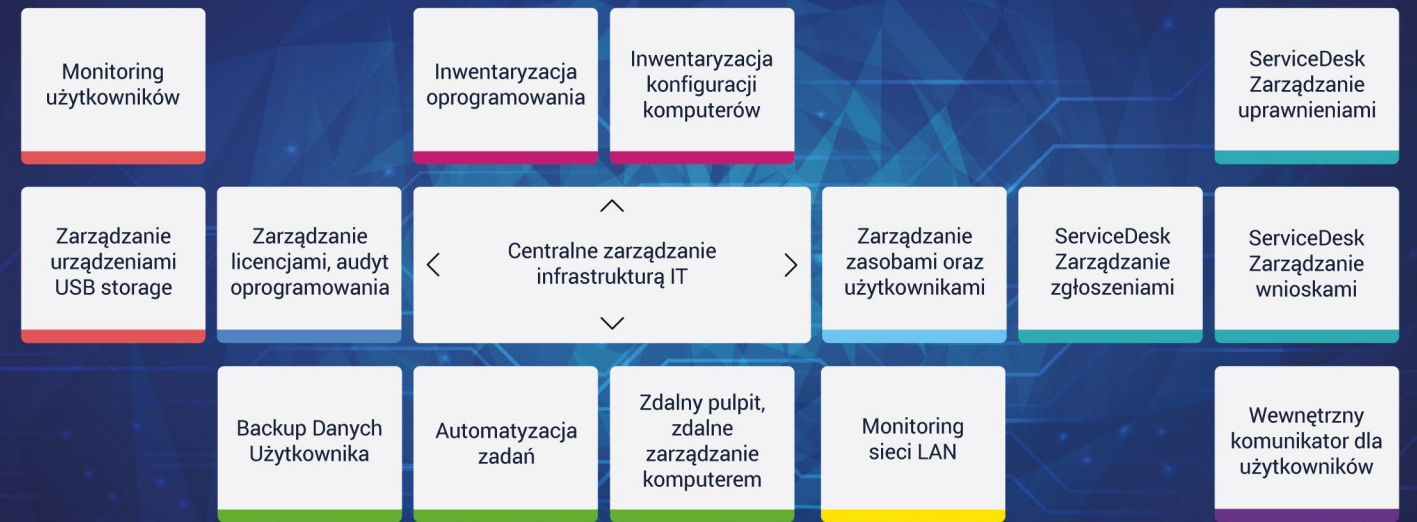 Monitoring
użytkowników
Inwentaryzacja
oprogramowania
Inwentaryzacja
konfiguracji
komputerów
ServiceDesk
Zarządzanie
uprawnieniami
Zarządzanie
urządzeniami
USB storage
Zarządzanie
licencjami, audyt
oprogramowania
Centralne zarządzanie
infrastrukturą IT
Zarządzanie
zasobami oraz
użytkownikami
ServiceDesk
Zarządzanie
zgłoszeniami
ServiceDesk
Zarządzanie
wnioskami
Backup Danych
Użytkownika
Automatyzacja
zadań
Zdalny pulpit,
zdalne
zarządzanie
komputerem
Monitoring
sieci LAN
Wewnętrzny
komunikator dla
użytkowników